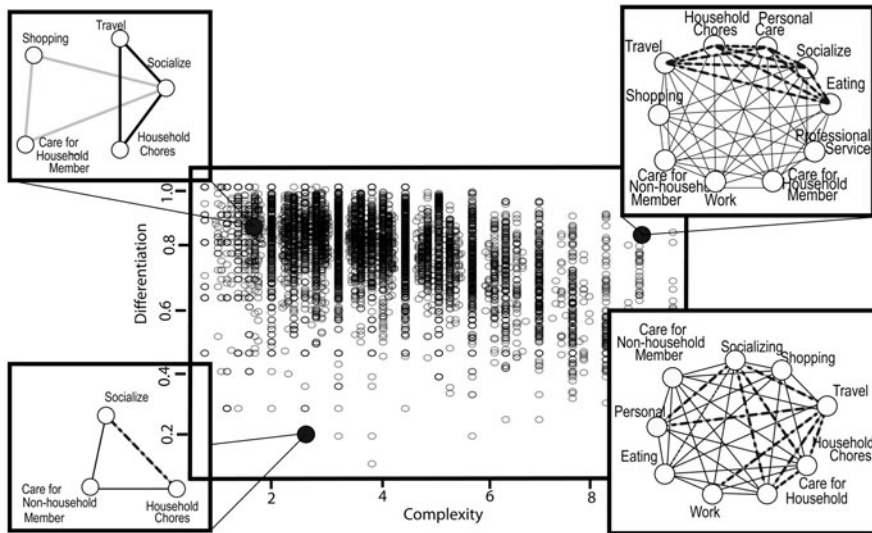 Travel
Shopping
Socialize
Care for
Household
Member
Household
Chores
Household
Chores
Personal
Care
Travel
Socialize
Eating
Shopping
Professional
Service
Care for
Non-household
Member
Care for
Household
Member
Work
Differentiation
1.0
0.8
0.6
0.4
0.2
2
4
6
8
Complexity
Socialize
Care for
Non-household
Member
Household
Chores
Care for
Non-household
Member
Socializing
Shopping
Travel
Personal
Household
Chores
Eating
Care for
Household
Work